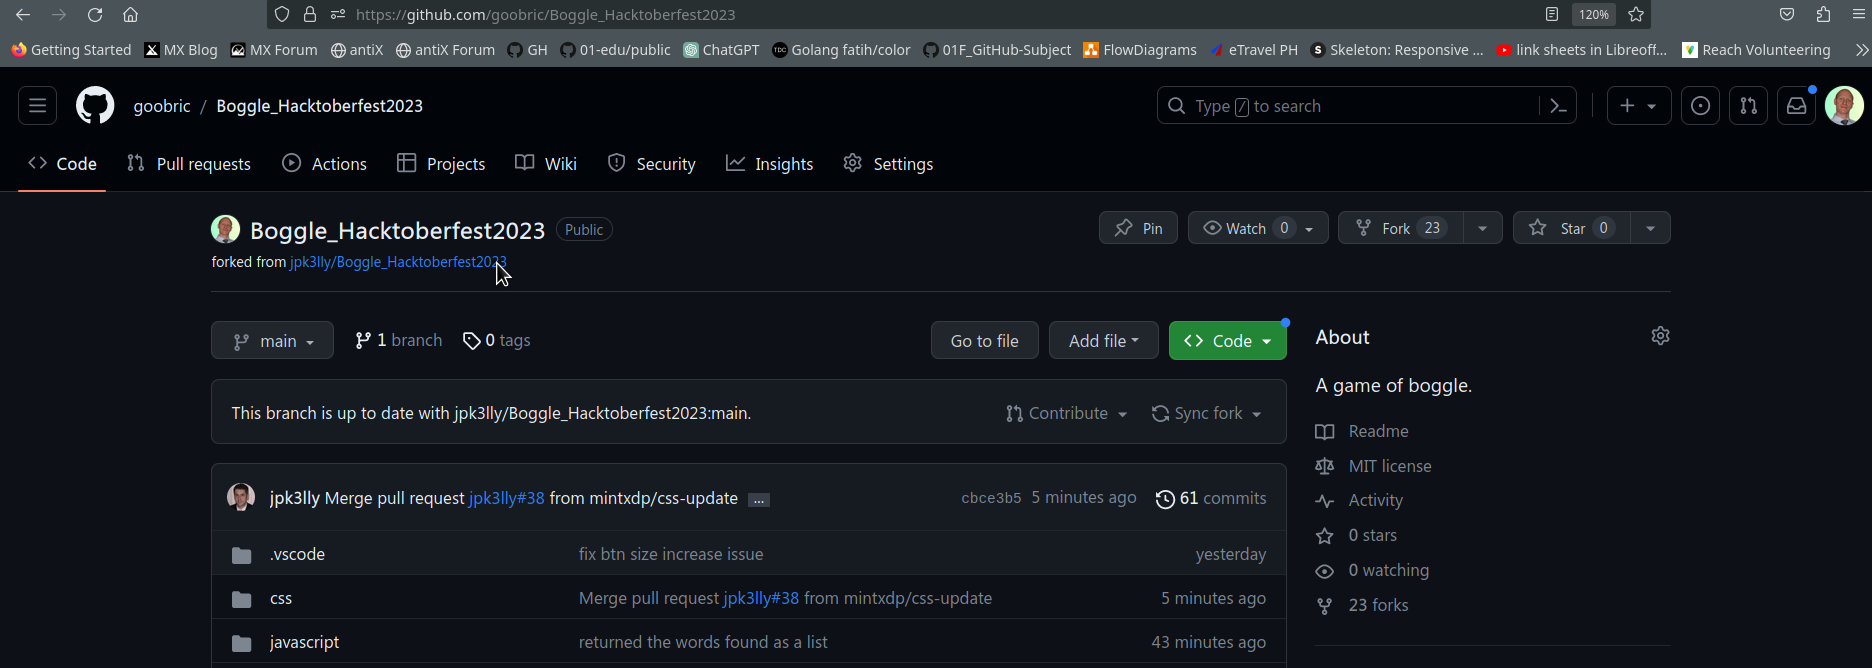 https://github.com/goobric/Boggle_Hacktoberfest2023 120%
Getting Started MX Blog MX Forum antiX antiX Forum GH 01-edu/public ChatGPT Golang fatih/color 01F_GitHub-Subject FlowDiagrams eTravel PH Skeleton: Responsive ... link sheets in Libreoff... Reach Volunteering
goobric / Boggle_Hacktoberfest2023 Type / to search
Code Pull requests Actions Projects Wiki Security Insights Settings
Boggle_Hacktoberfest2023 Public Pin Watch 0 Fork 23 Star 0
forked from jpk3lly/Boggle_Hacktoberfest2023
main 1 branch 0 tags Go to file Add file Code
This branch is up to date with jpk3lly/Boggle_Hacktoberfest2023:main. Contribute Sync fork
jpk3lly Merge pull request jpk3lly#38 from mintxdp/css-update ... cbce3b5 5 minutes ago 61 commits
.vscode fix btn size increase issue yesterday
css Merge pull request jpk3lly#38 from mintxdp/css-update 5 minutes ago
javascript returned the words found as a list 43 minutes ago
About
A game of boggle.
Readme
MIT license
Activity
0 stars
0 watching
23 forks